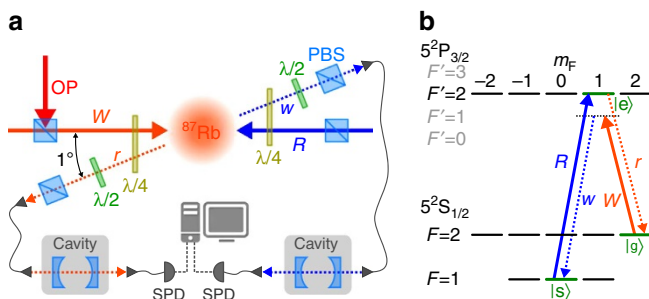 a
OP
W
λ/2
PBS
w
⁸⁷Rb
1°
r
λ/4
λ/2
λ/4
R
Cavity
SPD
SPD
Cavity
b
5²P₃/₂
F′=3
F′=2
F′=1
F′=0
m_F
−2 −1 0 1 2
|e⟩
R
w
W
r
5²S₁/₂
F=2
|g⟩
F=1
|s⟩